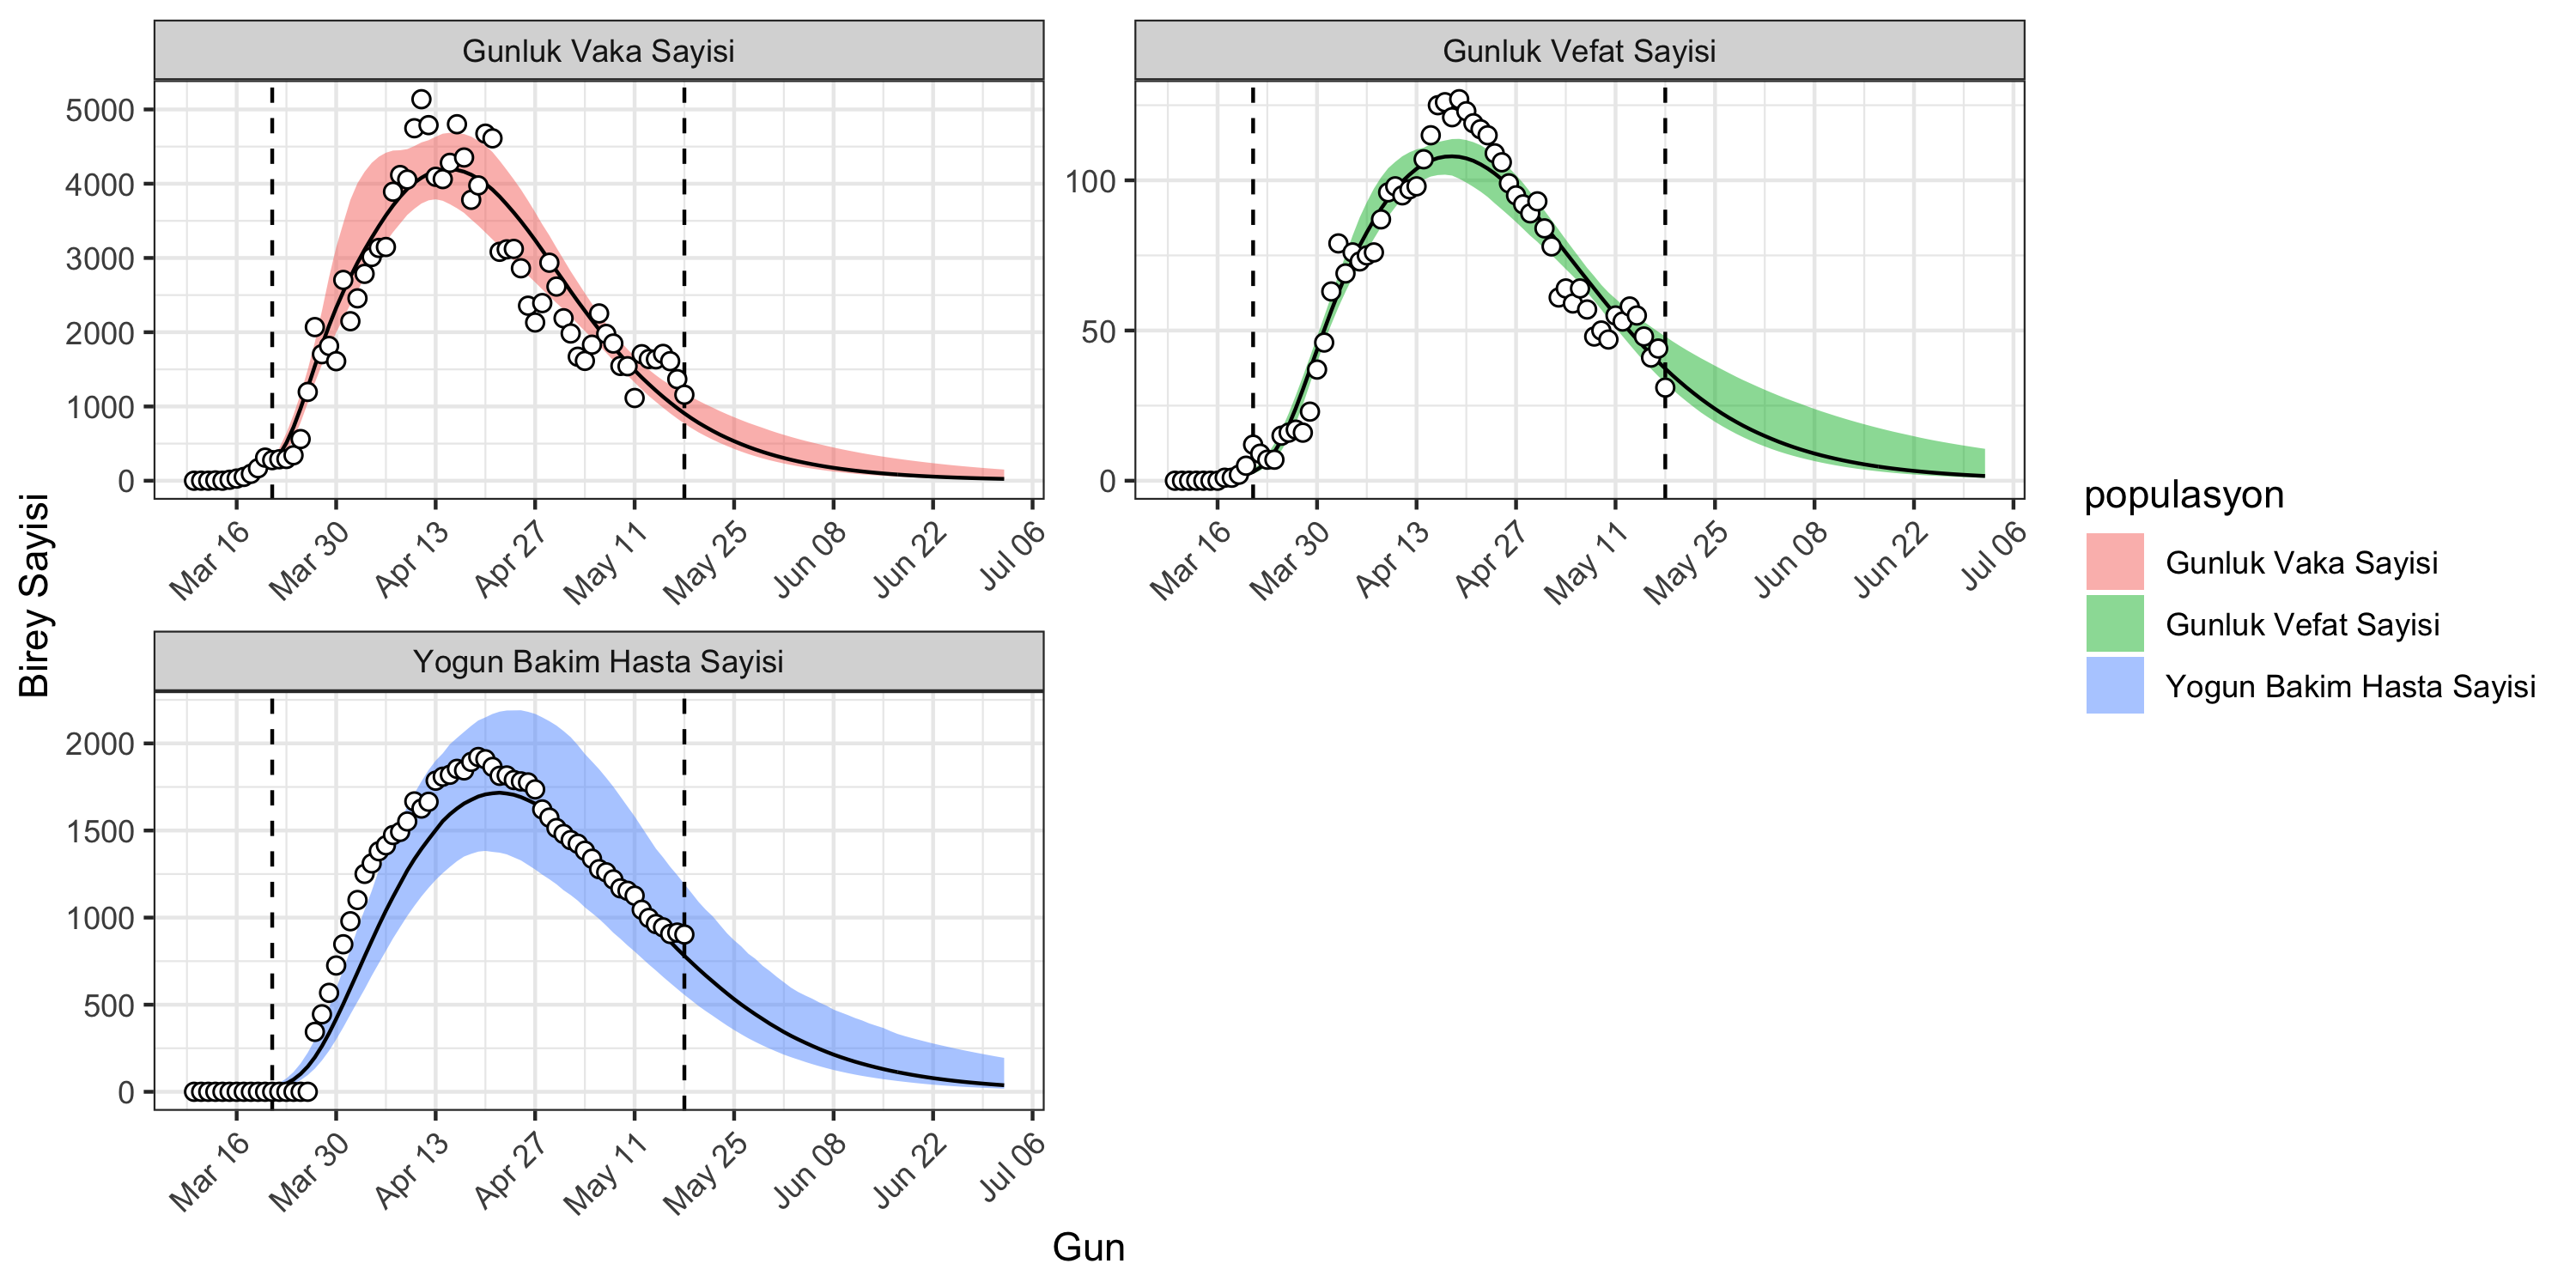 Gunluk Vaka Sayisi
Gunluk Vefat Sayisi
5000
4000
3000
2000
1000
0
100
50
0
Mar 16
Mar 30
Apr 13
Apr 27
May 11
May 25
Jun 08
Jun 22
Jul 06
Mar 16
Mar 30
Apr 13
Apr 27
May 11
May 25
Jun 08
Jun 22
Jul 06
Birey Sayisi
Yogun Bakim Hasta Sayisi
2000
1500
1000
500
0
Mar 16
Mar 30
Apr 13
Apr 27
May 11
May 25
Jun 08
Jun 22
Jul 06
Gun
populasyon
Gunluk Vaka Sayisi
Gunluk Vefat Sayisi
Yogun Bakim Hasta Sayisi